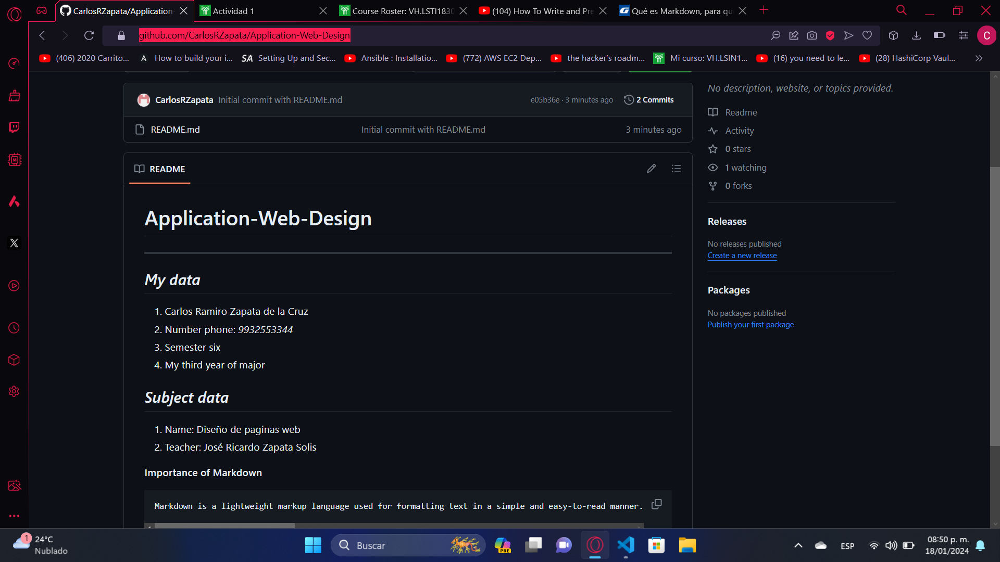 CarlosRZapata/Application-
Actividad 1
Course Roster: VH.LSTI1830
(104) How To Write and Pre
Qué es Markdown, para qu
github.com/CarlosRZapata/Application-Web-Design
C
(406) 2020 Carrito...
How to build your i...
SA Setting Up and Sec...
Ansible : Installatio...
(772) AWS EC2 Dep...
the hacker's roadm...
Mi curso: VH.LSIN1...
(16) you need to le...
(28) HashiCorp Vaul...
CarlosRZapata Initial commit with README.md e05b36e · 3 minutes ago 2 Commits
README.md Initial commit with README.md 3 minutes ago
README
Application-Web-Design
My data
1. Carlos Ramiro Zapata de la Cruz
2. Number phone: 9932553344
3. Semester six
4. My third year of major
Subject data
1. Name: Diseño de paginas web
2. Teacher: José Ricardo Zapata Solis
Importance of Markdown
Markdown is a lightweight markup language used for formatting text in a simple and easy-to-read manner.
No description, website, or topics provided.
Readme
Activity
0 stars
1 watching
0 forks
Releases
No releases published
Create a new release
Packages
No packages published
Publish your first package
1
24°C
Nublado
Buscar
PRE
ESP
08:50 p. m.
18/01/2024